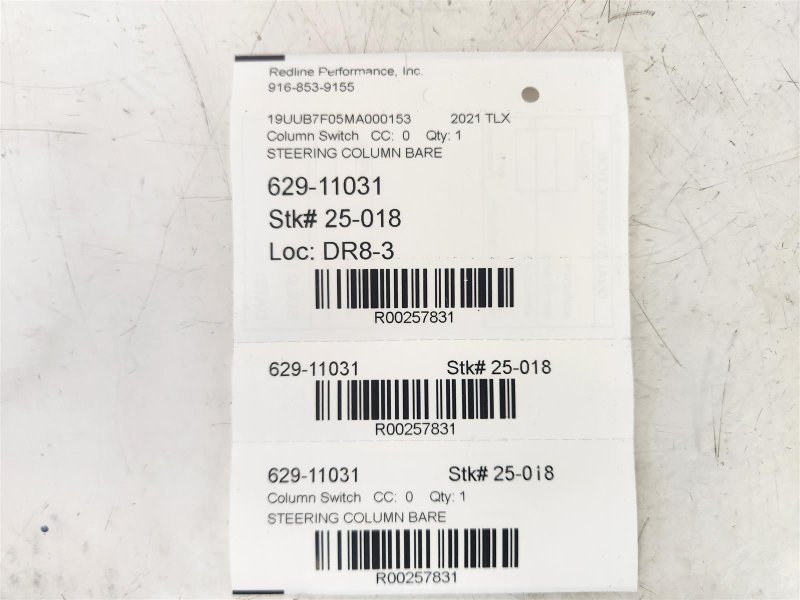 Redline Performance, Inc.
916-853-9155
19UUB7F05MA000153 2021 TLX
Column Switch CC: 0 Qty: 1
STEERING COLUMN BARE
629-11031
Stk# 25-018
Loc: DR8-3
R00257831
629-11031 Stk# 25-018
R00257831
629-11031 Stk# 25-018
Column Switch CC: 0 Qty: 1
STEERING COLUMN BARE
R00257831